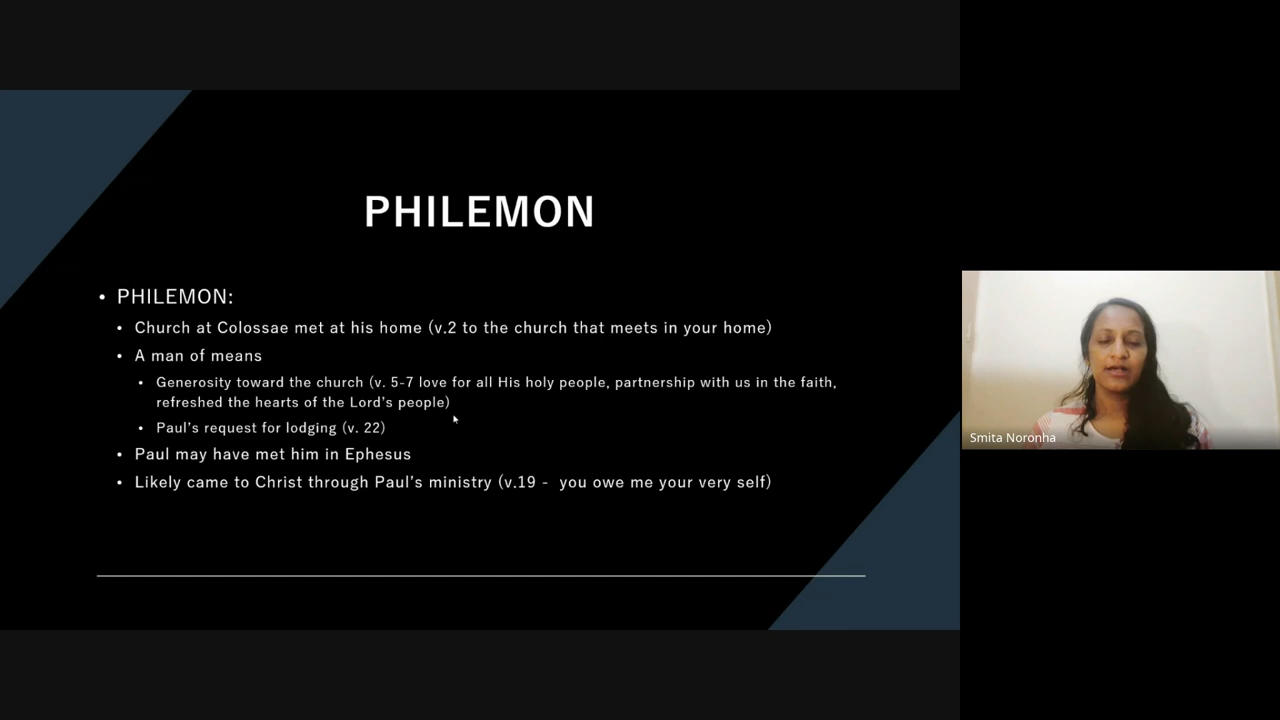 PHILEMON
• PHILEMON:
• Church at Colossae met at his home (v.2 to the church that meets in your home)
• A man of means
• Generosity toward the church (v. 5-7 love for all His holy people, partnership with us in the faith,
refreshed the hearts of the Lord's people)
• Paul's request for lodging (v. 22)
• Paul may have met him in Ephesus
• Likely came to Christ through Paul's ministry (v.19 -  you owe me your very self)
Smita Noronha